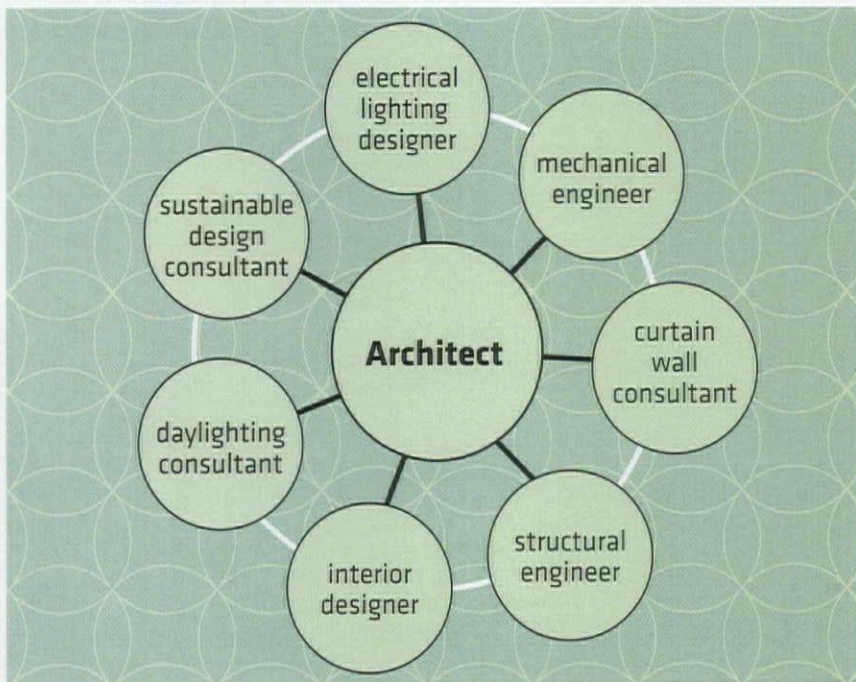 electrical
lighting
designer
mechanical
engineer
sustainable
design
consultant
Architect
curtain
wall
consultant
daylighting
consultant
structural
engineer
interior
designer